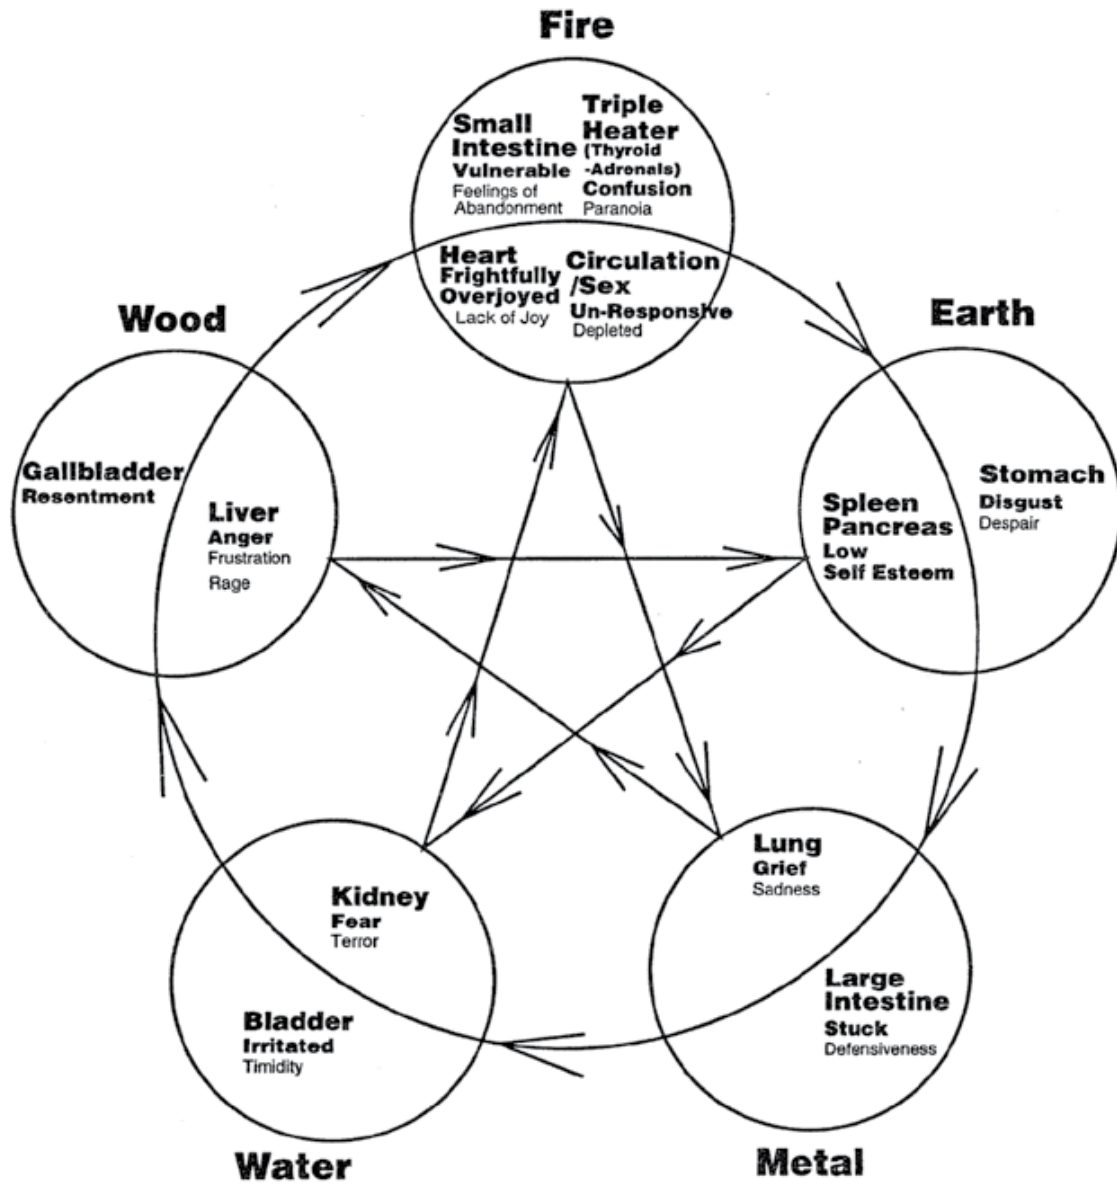 Fire
Small
Intestine
Vulnerable
Feelings of
Abandonment
Triple
Heater
(Thyroid
-Adrenals)
Confusion
Paranoia
Heart
Frightfully
Overjoyed
Lack of Joy
Circulation
/Sex
Un-Responsive
Depleted
Wood
Gallbladder
Resentment
Liver
Anger
Frustration
Rage
Earth
Spleen
Pancreas
Low
Self Esteem
Stomach
Disgust
Despair
Kidney
Fear
Terror
Bladder
Irritated
Timidity
Water
Lung
Grief
Sadness
Large
Intestine
Stuck
Defensiveness
Metal